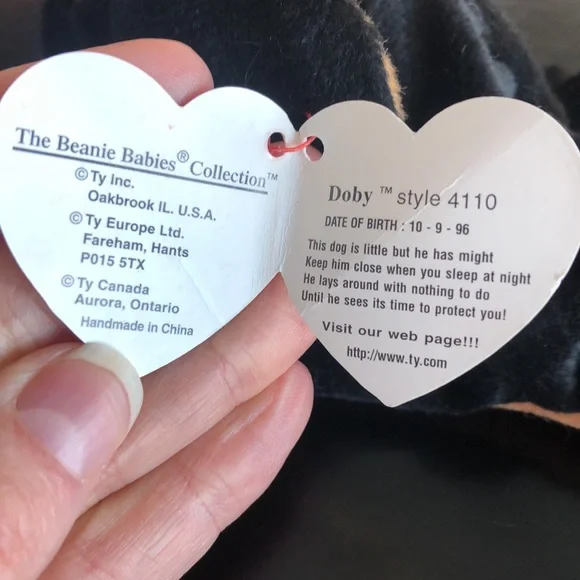 The Beanie Babies® Collection™
© Ty Inc.
Oakbrook IL. U.S.A.
© Ty Europe Ltd.
Fareham, Hants
P015 5TX
© Ty Canada
Aurora, Ontario
Handmade in China
Doby ™ style 4110
DATE OF BIRTH : 10 - 9 - 96
This dog is little but he has might
Keep him close when you sleep at night
He lays around with nothing to do
Until he sees its time to protect you!
Visit our web page!!!
http://www.ty.com